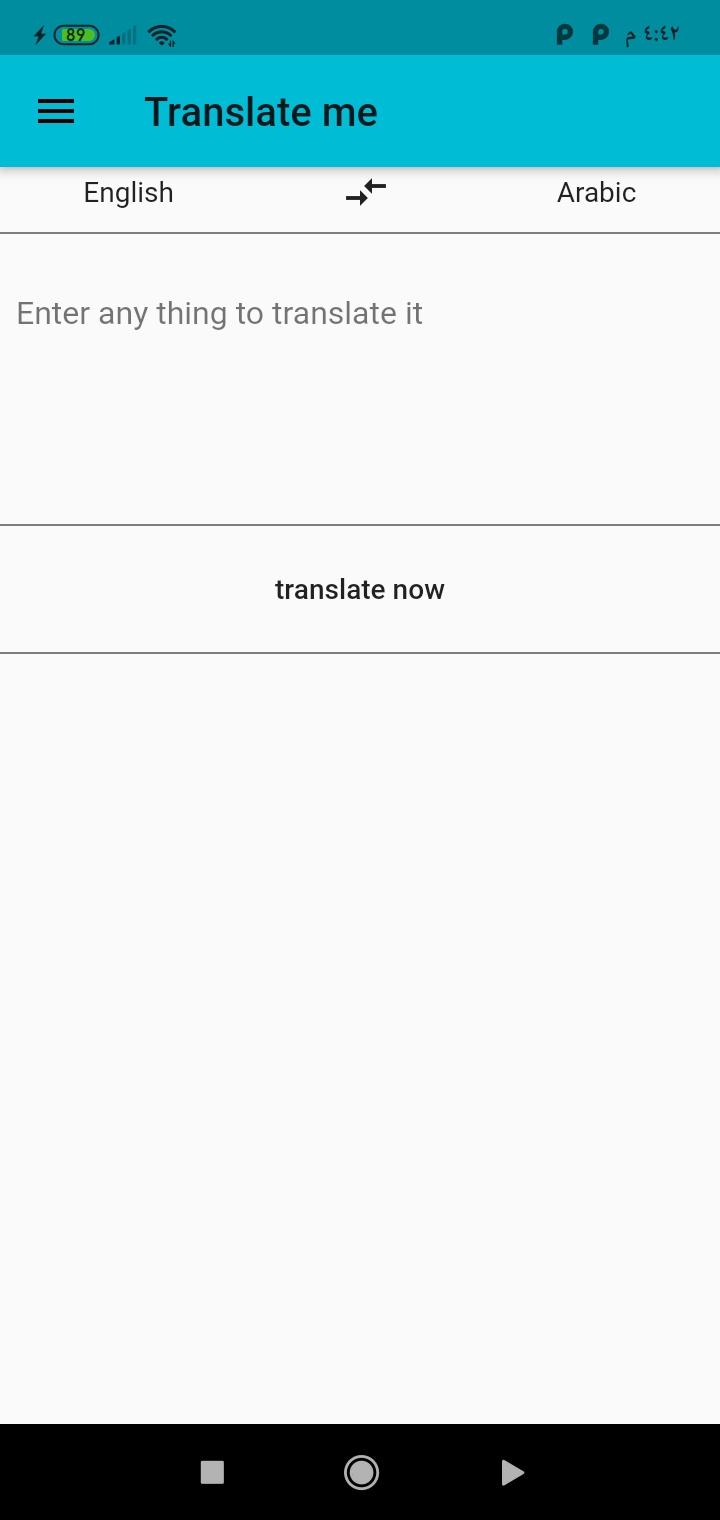 89 م ٤:٤٢
Translate me
English Arabic
Enter any thing to translate it
translate now